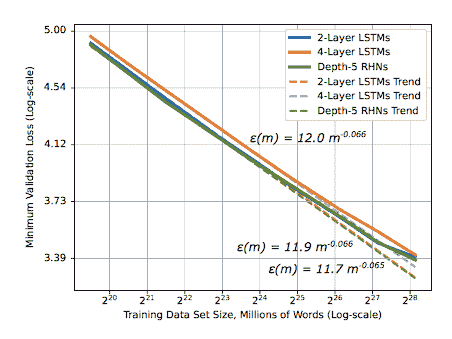 5.00
4.54
4.12
3.73
3.39
Minimum Validation Loss (Log-scale)
2-Layer LSTMs
4-Layer LSTMs
Depth-5 RHNs
2-Layer LSTMs Trend
4-Layer LSTMs Trend
Depth-5 RHNs Trend
ε(m) = 12.0 m^-0.066
ε(m) = 11.9 m^-0.066
ε(m) = 11.7 m^-0.065
2^20 2^21 2^22 2^23 2^24 2^25 2^26 2^27 2^28
Training Data Set Size, Millions of Words (Log-scale)